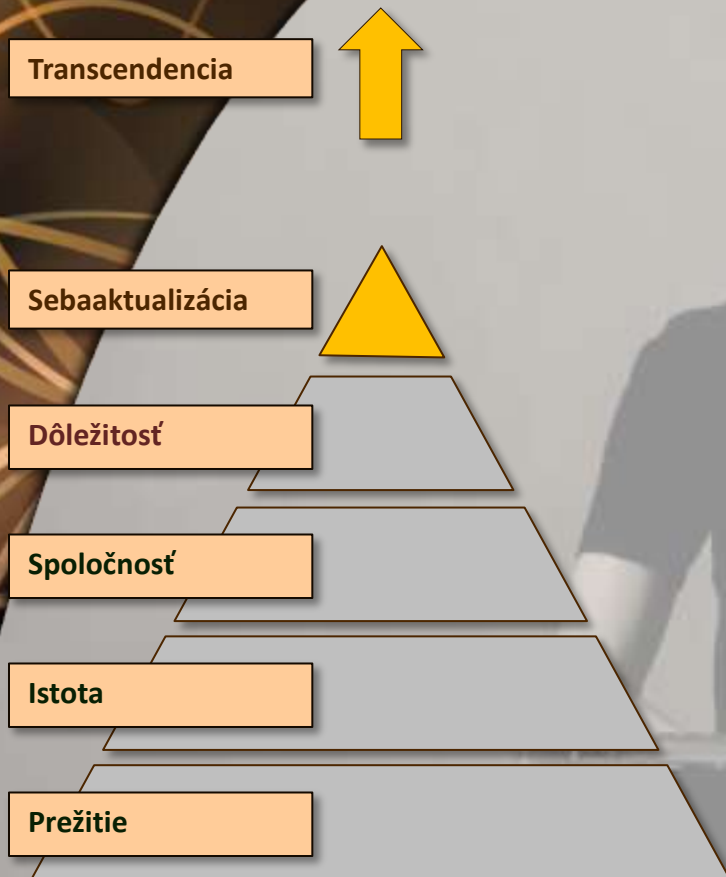 Transcendencia
Sebaaktualizácia
Dôležitosť
Spoločnosť
Istota
Prežitie